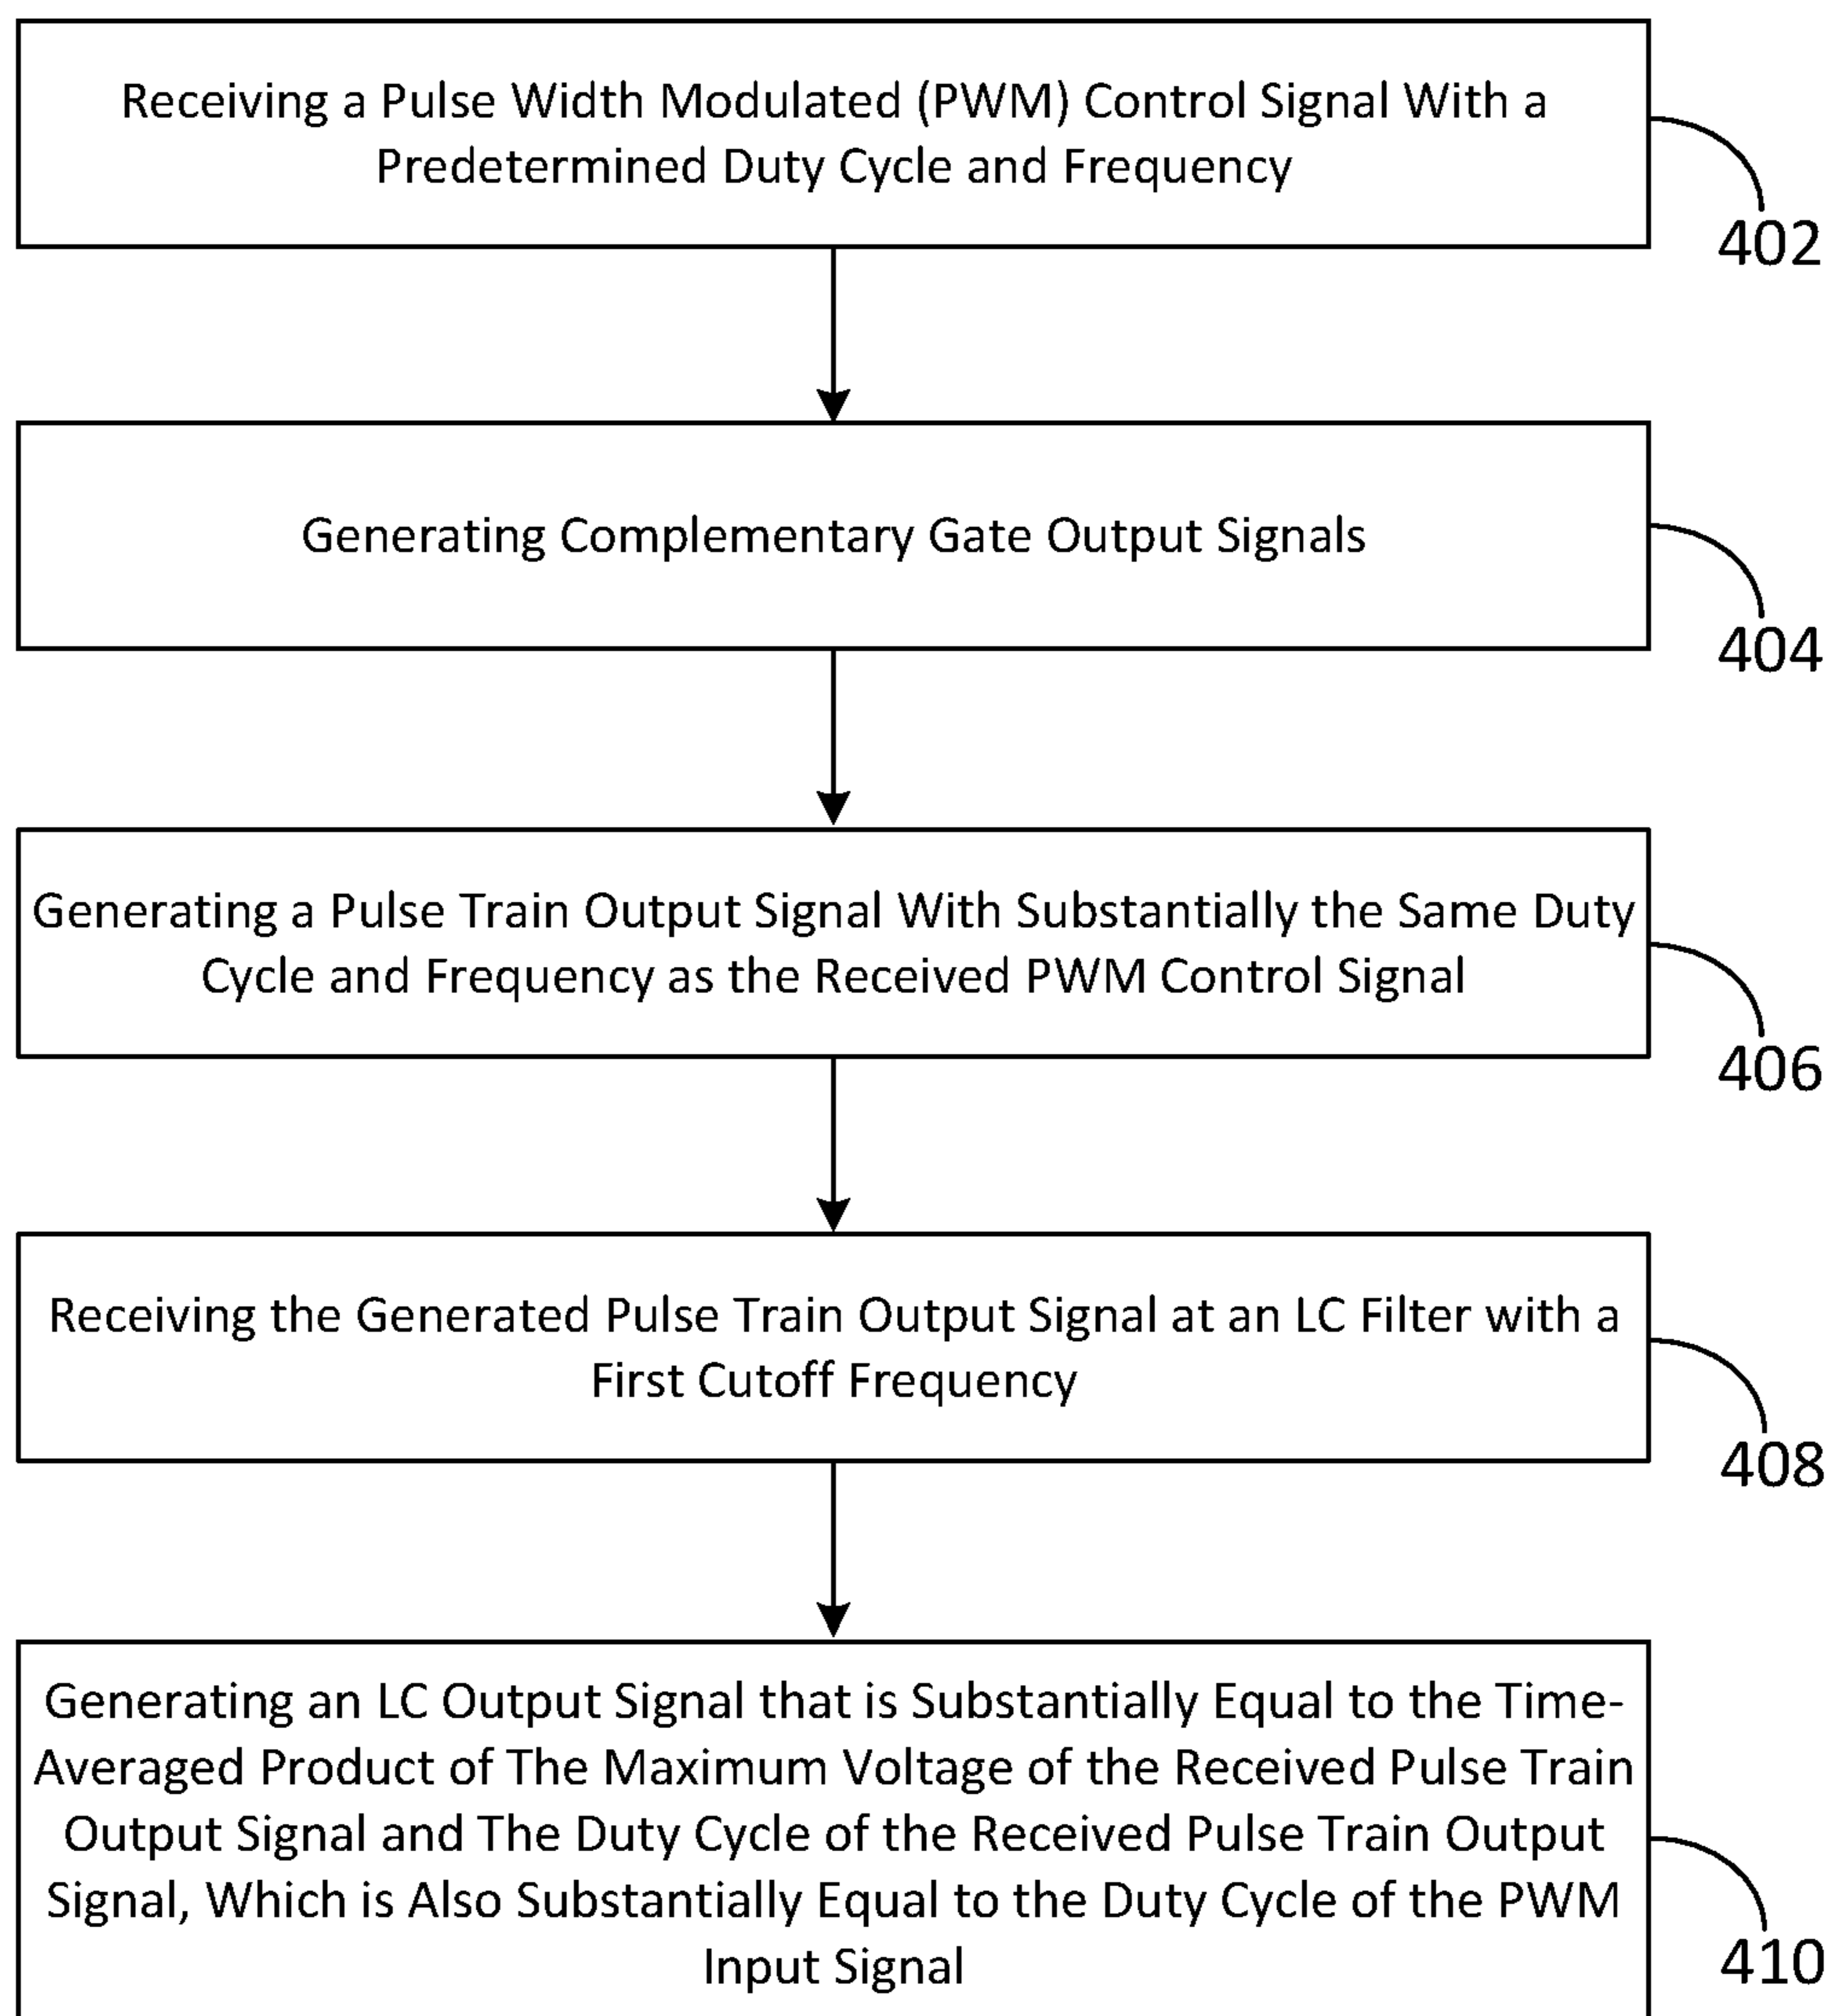 Receiving a Pulse Width Modulated (PWM) Control Signal With a
Predetermined Duty Cycle and Frequency
402
Generating Complementary Gate Output Signals
404
Generating a Pulse Train Output Signal With Substantially the Same Duty
Cycle and Frequency as the Received PWM Control Signal
406
Receiving the Generated Pulse Train Output Signal at an LC Filter with a
First Cutoff Frequency
408
Generating an LC Output Signal that is Substantially Equal to the Time-
Averaged Product of The Maximum Voltage of the Received Pulse Train
Output Signal and The Duty Cycle of the Received Pulse Train Output
Signal, Which is Also Substantially Equal to the Duty Cycle of the PWM
Input Signal
410